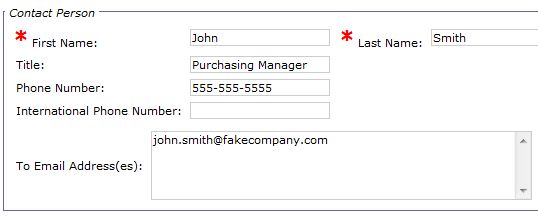 Contact Person
* First Name: John * Last Name: Smith
Title: Purchasing Manager
Phone Number: 555-555-5555
International Phone Number:
john.smith@fakecompany.com
To Email Address(es):